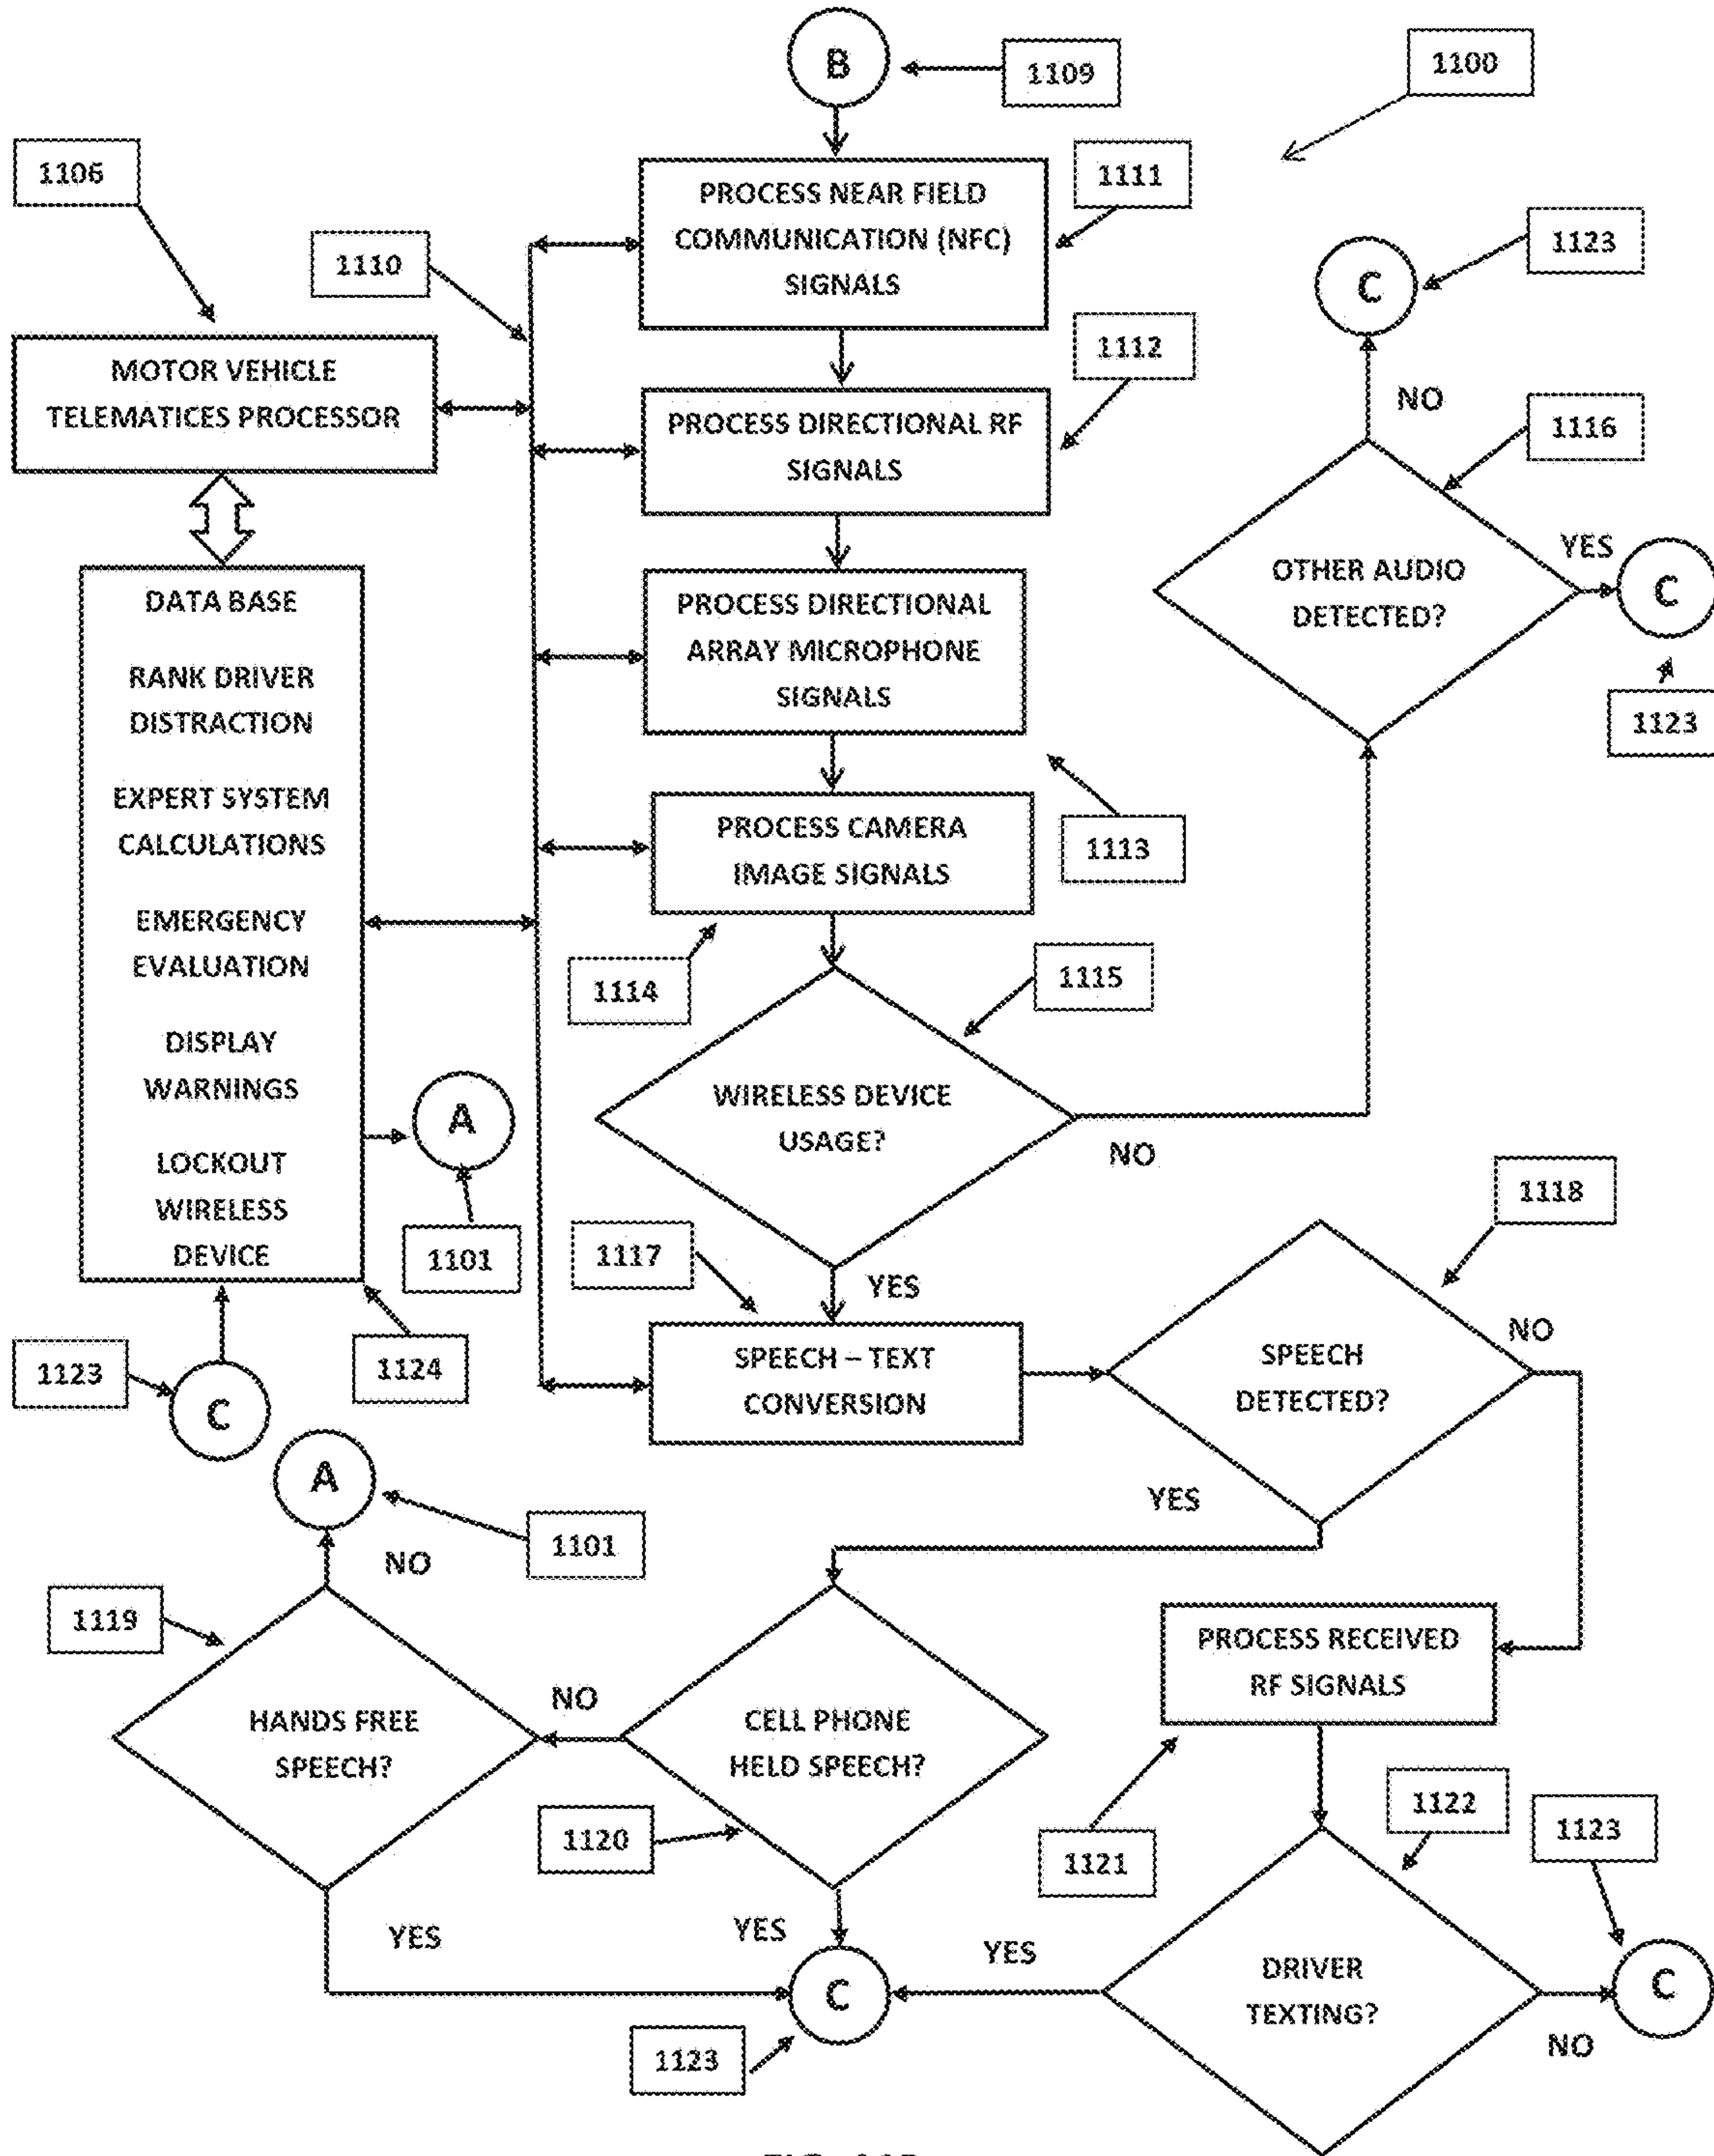 B
1109
1100
1106
1110
PROCESS NEAR FIELD
COMMUNICATION (NFC)
SIGNALS
1111
1123
C
MOTOR VEHICLE
TELEMATICES PROCESSOR
PROCESS DIRECTIONAL RF
SIGNALS
1112
NO
1116
YES
OTHER AUDIO
DETECTED?
C
1123
DATA BASE
RANK DRIVER
DISTRACTION
EXPERT SYSTEM
CALCULATIONS
EMERGENCY
EVALUATION
DISPLAY
WARNINGS
LOCKOUT
WIRELESS
DEVICE
PROCESS DIRECTIONAL
ARRAY MICROPHONE
SIGNALS
1113
PROCESS CAMERA
IMAGE SIGNALS
1114
1115
WIRELESS DEVICE
USAGE?
NO
A
1101
1117
YES
1118
1123
C
1124
SPEECH – TEXT
CONVERSION
SPEECH
DETECTED?
NO
YES
A
1101
NO
1119
HANDS FREE
SPEECH?
NO
CELL PHONE
HELD SPEECH?
PROCESS RECEIVED
RF SIGNALS
1120
1121
1122
1123
YES
YES
C
YES
DRIVER
TEXTING?
C
NO
1123